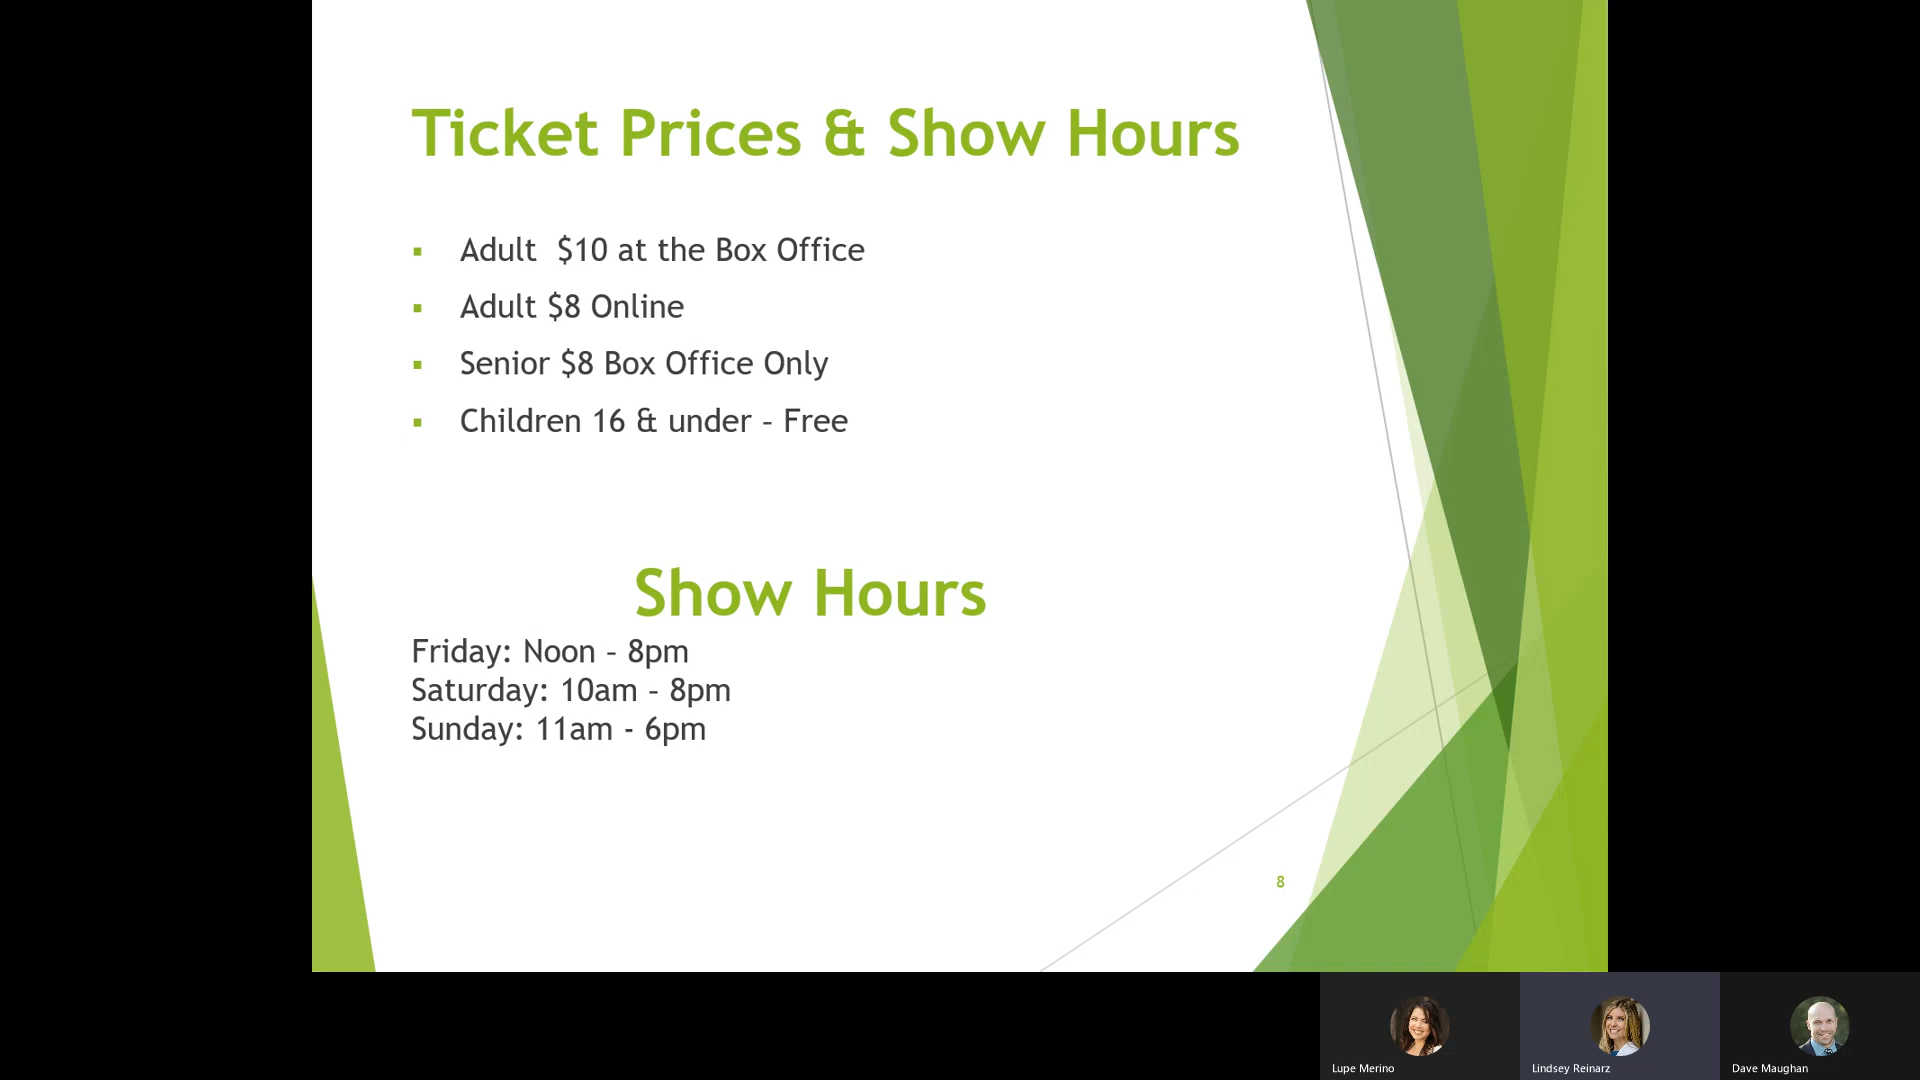 Ticket Prices & Show Hours
▪ Adult  $10 at the Box Office
▪ Adult $8 Online
▪ Senior $8 Box Office Only
▪ Children 16 & under – Free
Show Hours
Friday: Noon – 8pm
Saturday: 10am – 8pm
Sunday: 11am - 6pm
8
Lupe Merino
Lindsey Reinarz
Dave Maughan